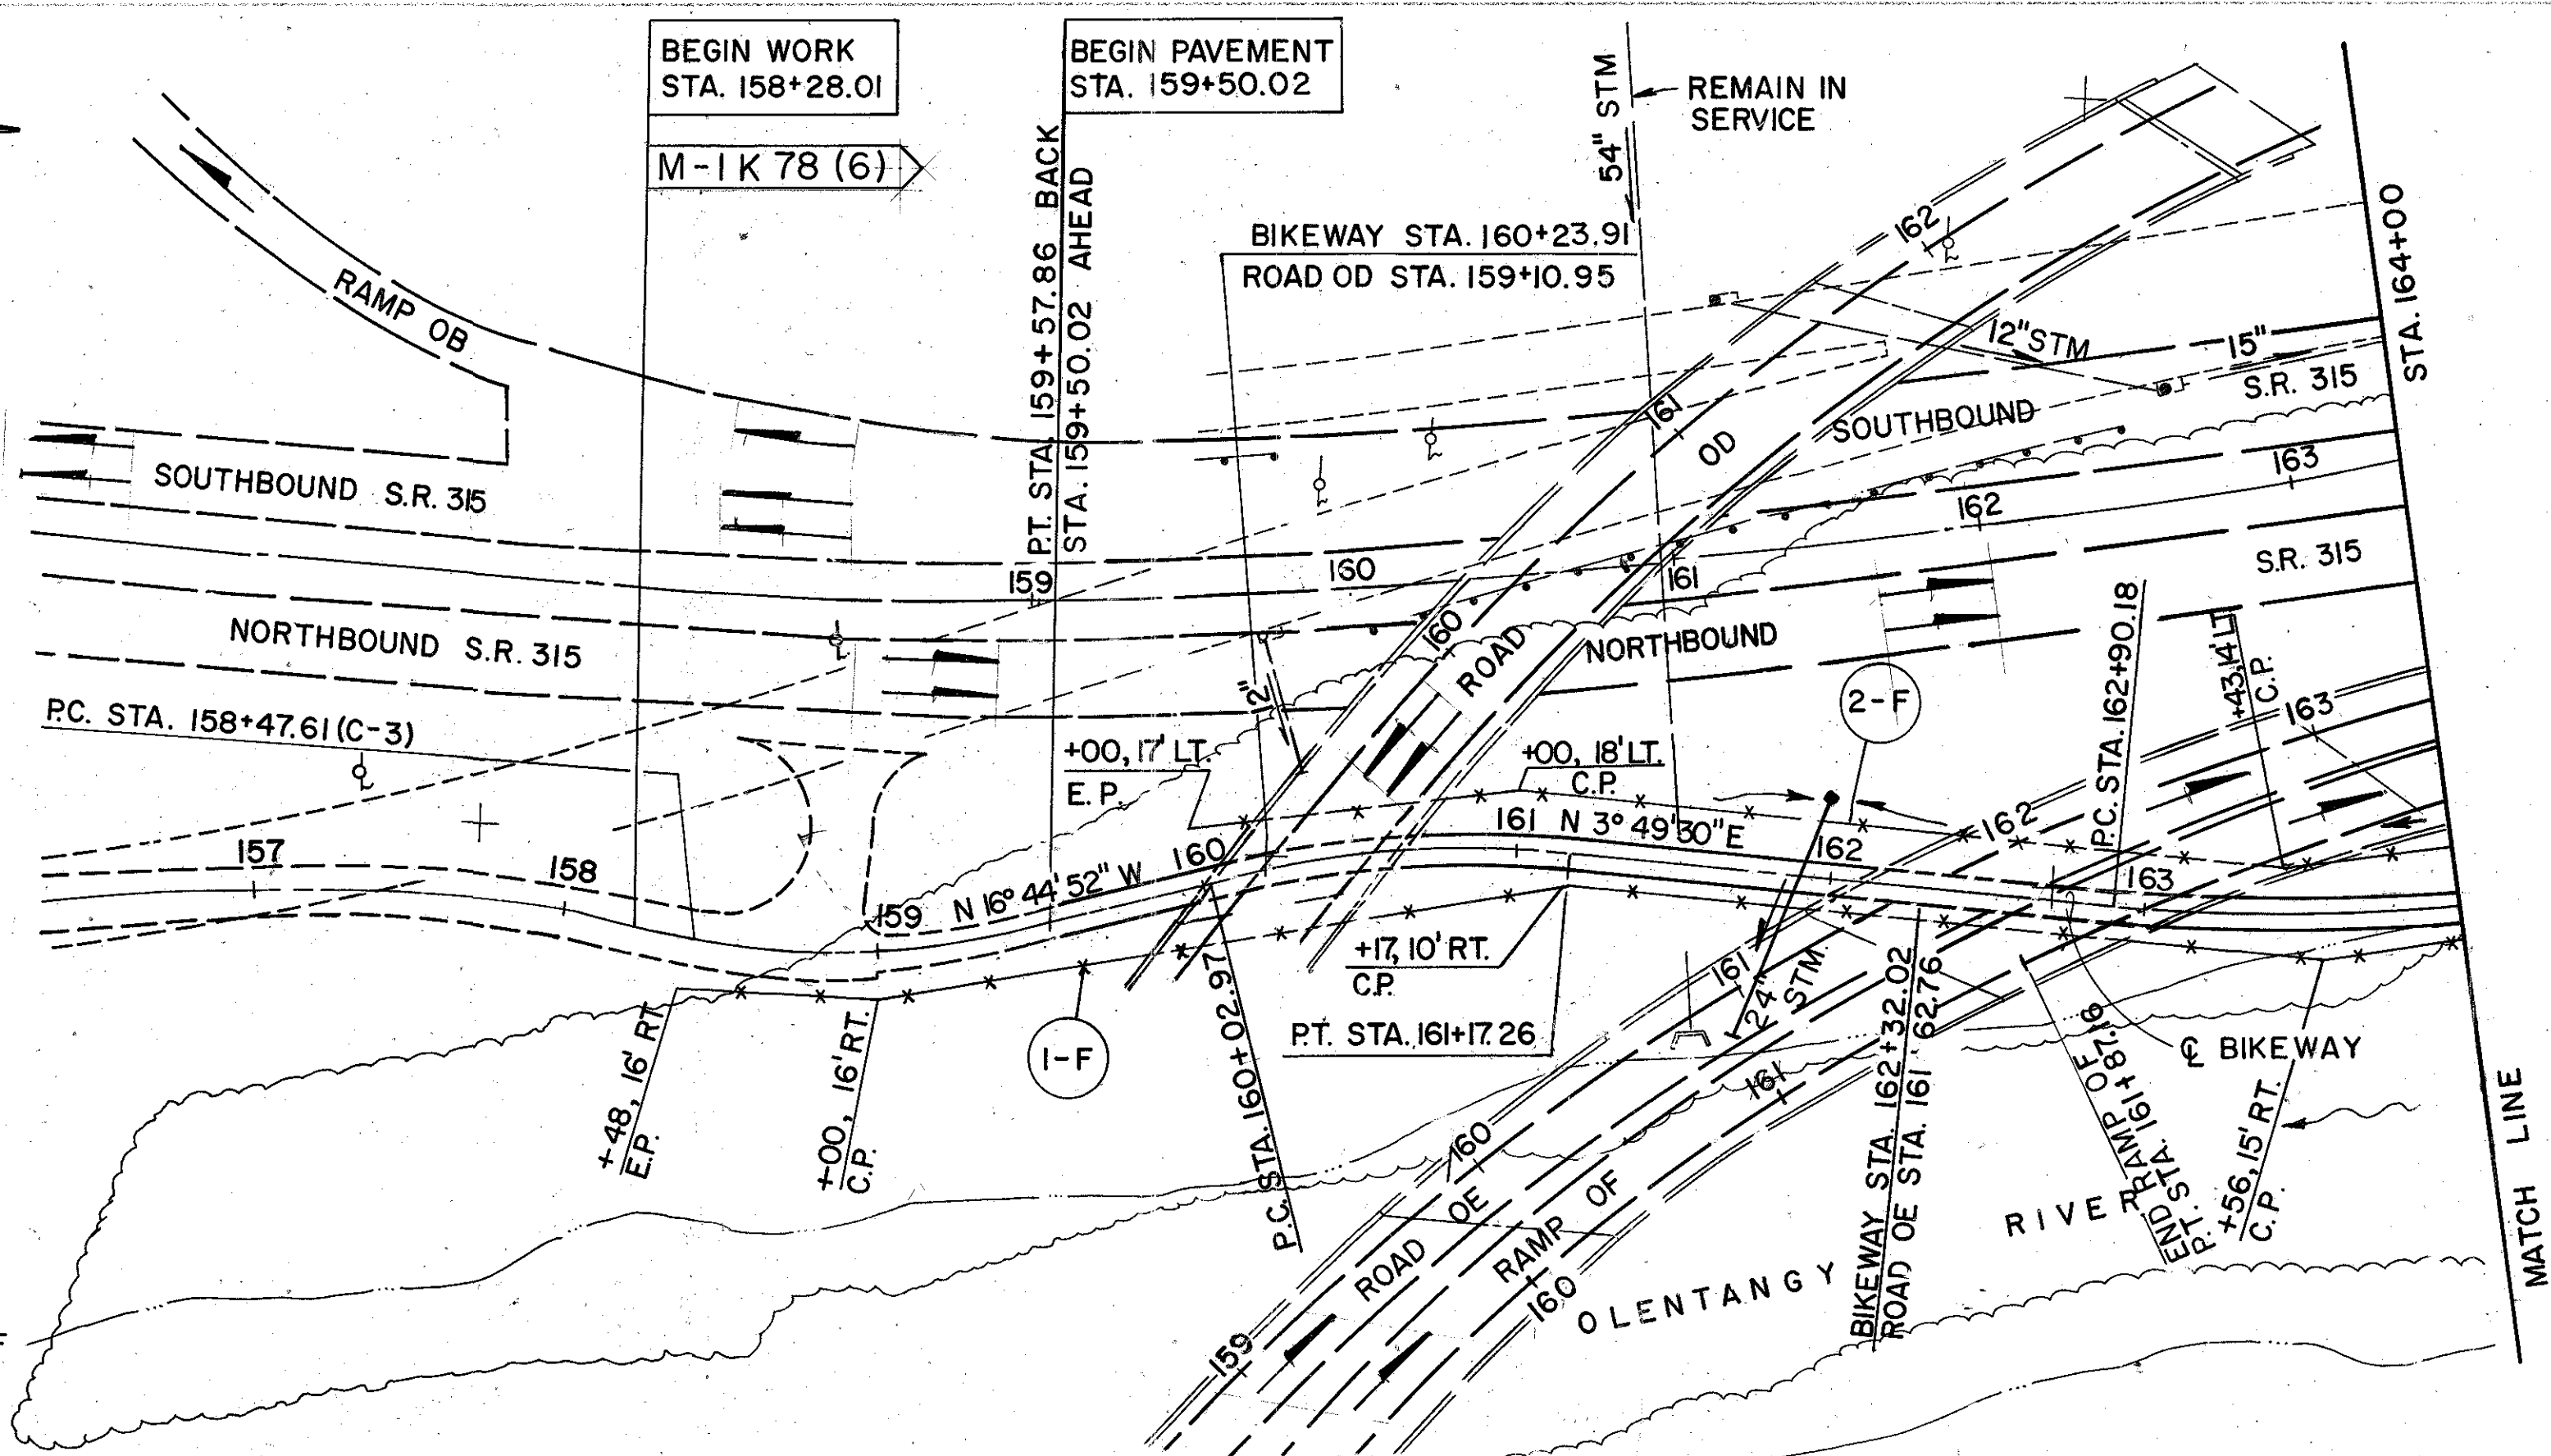 BEGIN WORK
STA. 158+28.01
M-1 K 78 (6)
BEGIN PAVEMENT
STA. 159+50.02
P.T. STA. 159+57.86 BACK
STA. 159+50.02 AHEAD
54" STM
REMAIN IN
SERVICE
BIKEWAY STA. 160+23.91
ROAD OD STA. 159+10.95
162
STA. 164+00
RAMP OB
12" STM
15"
S.R. 315
161
OD
SOUTHBOUND
SOUTHBOUND S.R. 315
163
162
159
160
161
S.R. 315
NORTHBOUND S.R. 315
160
ROAD
NORTHBOUND
12"
2-F
P.C. STA. 162+90.18
+43, 14' LT.
C.P.
163
P.C. STA. 158+47.61 (C-3)
+00, 17' LT.
E.P.
+00, 18' LT.
C.P.
157
158
159
N 16° 44' 52" W
160
161
N 3° 49' 30" E
162
162
163
+17, 10' RT.
C.P.
161
24"
STM.
P.T. STA. 161+17.26
1-F
+48, 16' RT.
E.P.
+00, 16' RT.
C.P.
P.C. STA. 160+02.97
161
160
BIKEWAY STA. 162+32.02
ROAD OE STA. 161 62.76
END RAMP OF
P.T. STA. 161+87.16
℄ BIKEWAY
+56, 15' RT.
C.P.
ROAD OE
RAMP OF
160
159
OLENTANGY RIVER
MATCH LINE